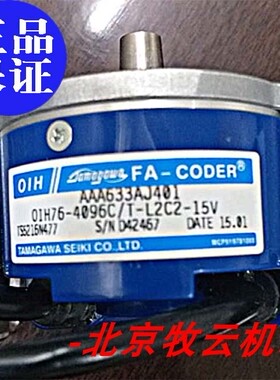 正品
保证
OIH
Tamagawa FA-CODER®
AAA633AJ401
OIH76-4096C/T-L2C2-15V
TS5216N477
S/N D42467
DATE 15.01
TAMAGAWA SEIKI CO.,LTD.
-北京牧云机